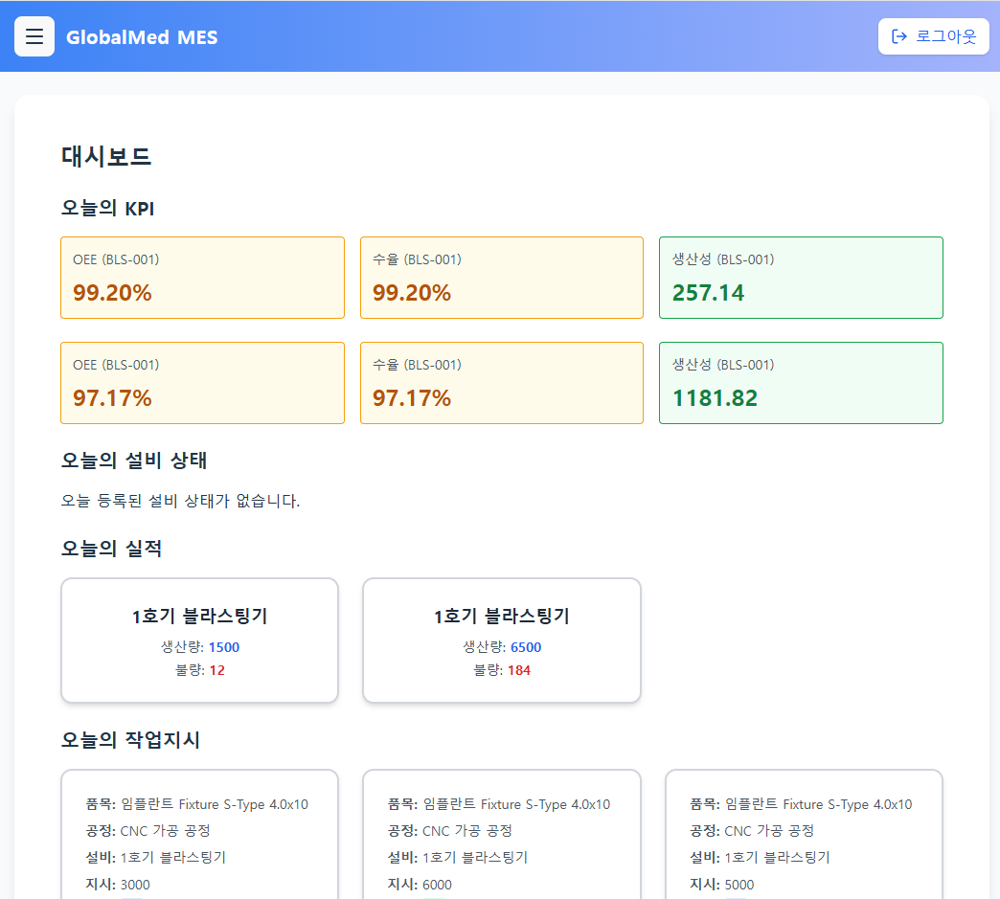 GlobalMed MES
로그아웃
대시보드
오늘의 KPI
OEE (BLS-001)
99.20%
수율 (BLS-001)
99.20%
생산성 (BLS-001)
257.14
OEE (BLS-001)
97.17%
수율 (BLS-001)
97.17%
생산성 (BLS-001)
1181.82
오늘의 설비 상태
오늘 등록된 설비 상태가 없습니다.
오늘의 실적
1호기 블라스팅기
생산량: 1500
불량: 12
1호기 블라스팅기
생산량: 6500
불량: 184
오늘의 작업지시
품목: 임플란트 Fixture S-Type 4.0x10
공정: CNC 가공 공정
설비: 1호기 블라스팅기
지시: 3000
품목: 임플란트 Fixture S-Type 4.0x10
공정: CNC 가공 공정
설비: 1호기 블라스팅기
지시: 6000
품목: 임플란트 Fixture S-Type 4.0x10
공정: CNC 가공 공정
설비: 1호기 블라스팅기
지시: 5000